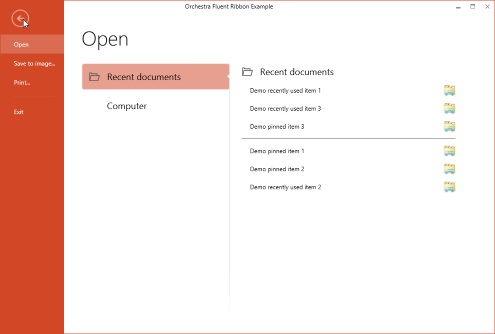 Orchestra Fluent Ribbon Example
Open
Save to image...
Print...
Exit
Open
Recent documents
Computer
Recent documents
Demo recently used item 1
Demo recently used item 3
Demo pinned item 3
Demo pinned item 1
Demo pinned item 2
Demo recently used item 2